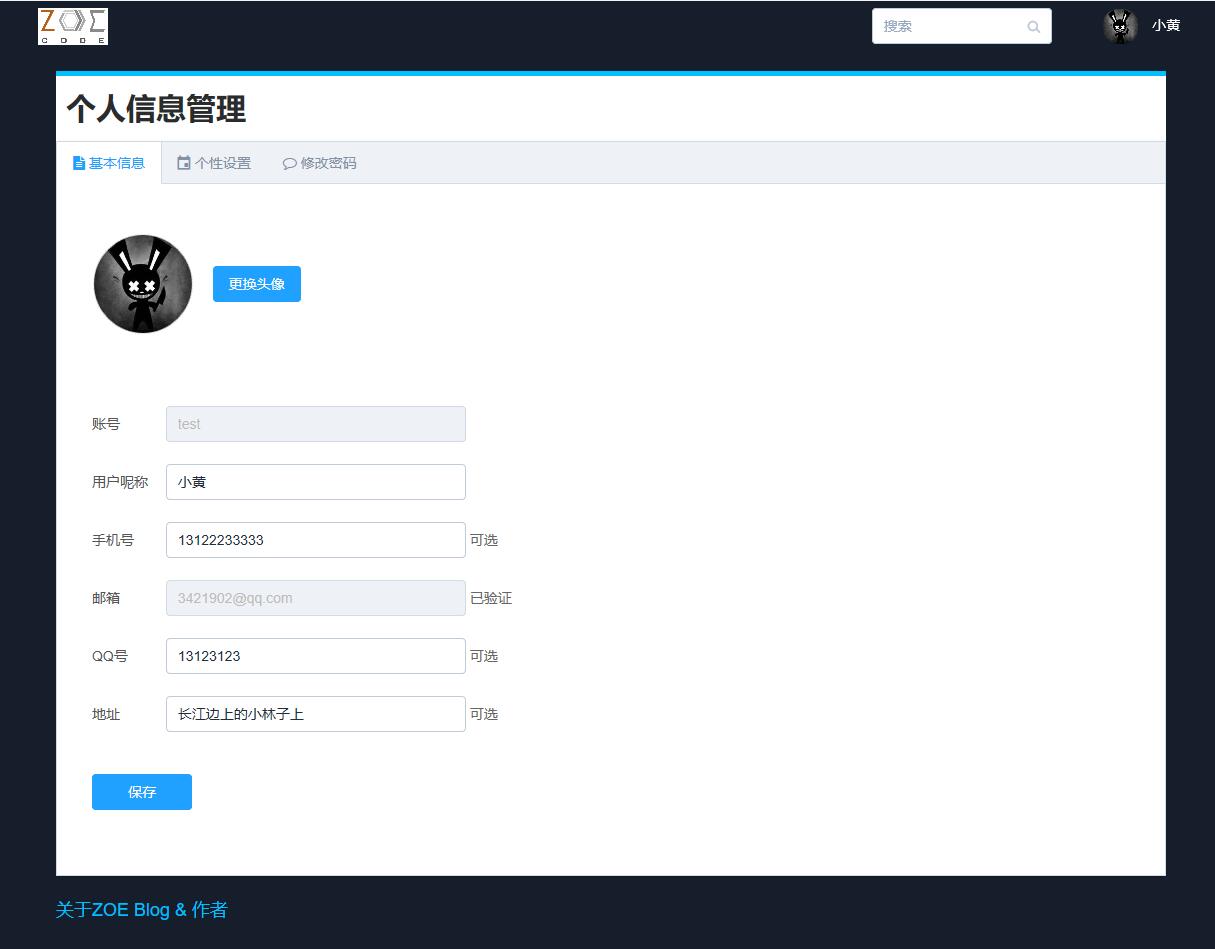 ZOE
CODE
搜索
小黄
个人信息管理
基本信息 个性设置 修改密码
更换头像
账号 test
用户昵称 小黄
手机号 13122233333 可选
邮箱 3421902@qq.com 已验证
QQ号 13123123 可选
地址 长江边上的小林子上 可选
保存
关于ZOE Blog & 作者